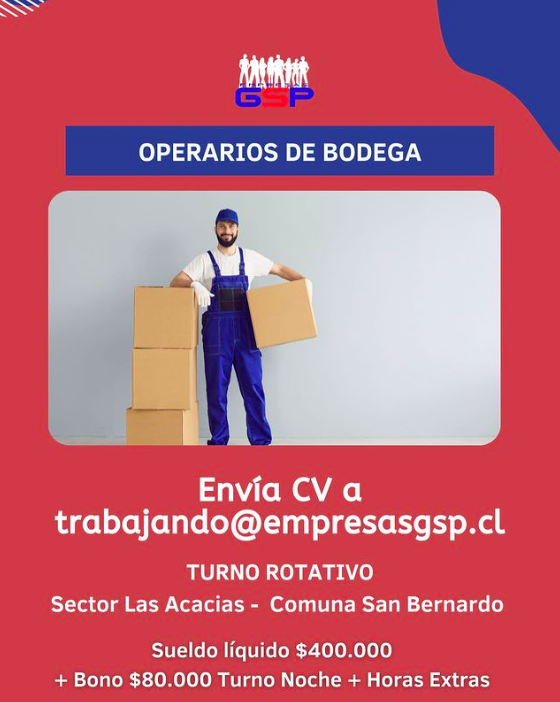 GSP
OPERARIOS DE BODEGA
Envía CV a
trabajando@empresasgsp.cl
TURNO ROTATIVO
Sector Las Acacias - Comuna San Bernardo
Sueldo líquido $400.000
+ Bono $80.000 Turno Noche + Horas Extras